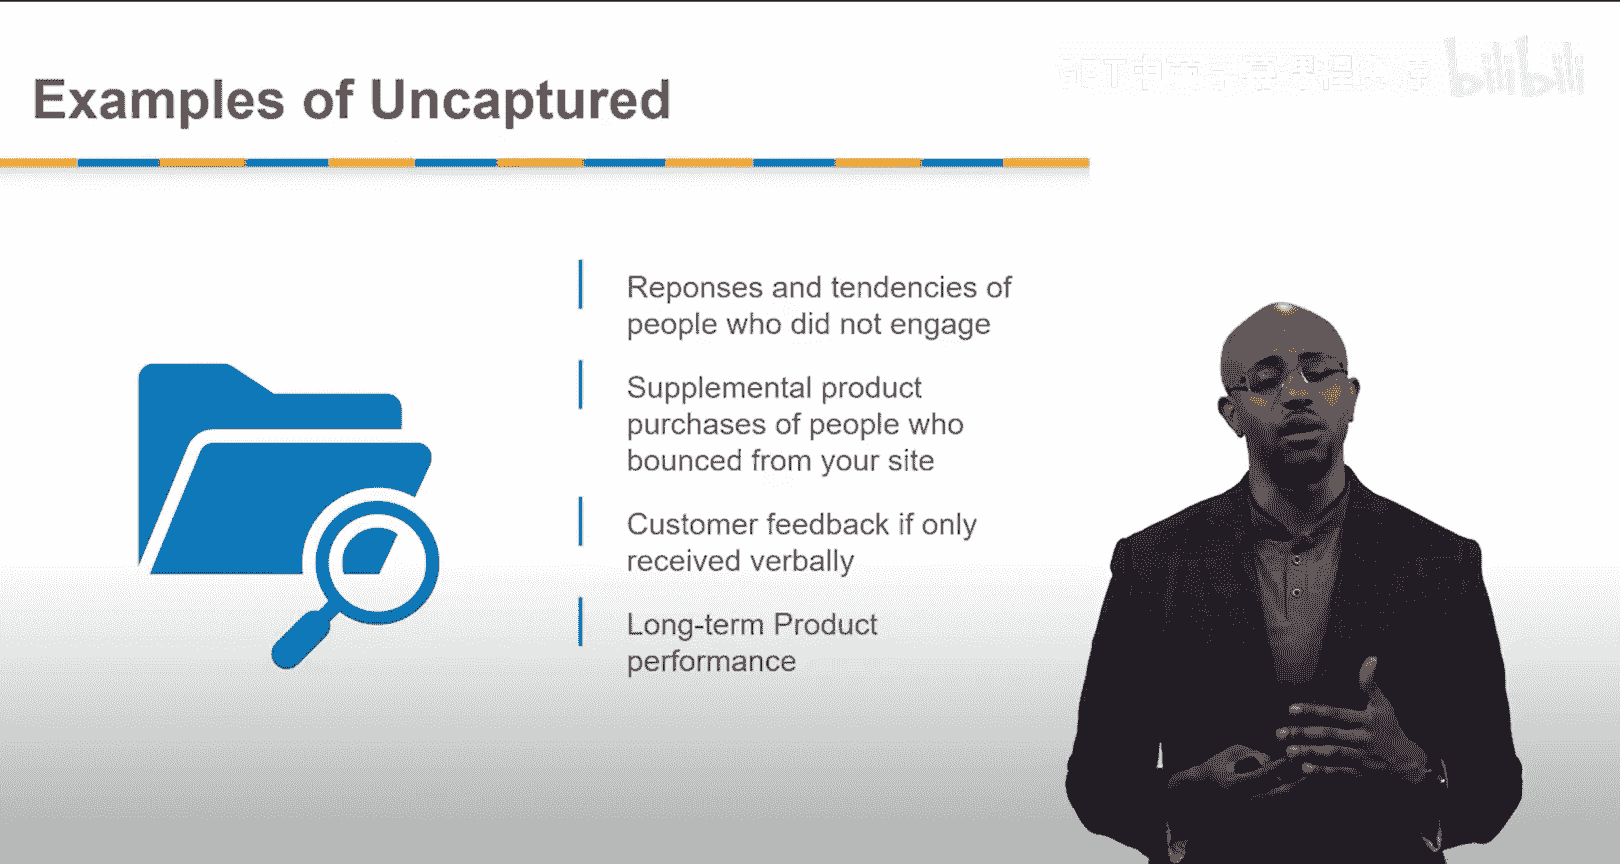 Examples of Uncaptured
bilibili
Reponses and tendencies of
people who did not engage
Supplemental product
purchases of people who
bounced from your site
Customer feedback if only
received verbally
Long-term Product
performance